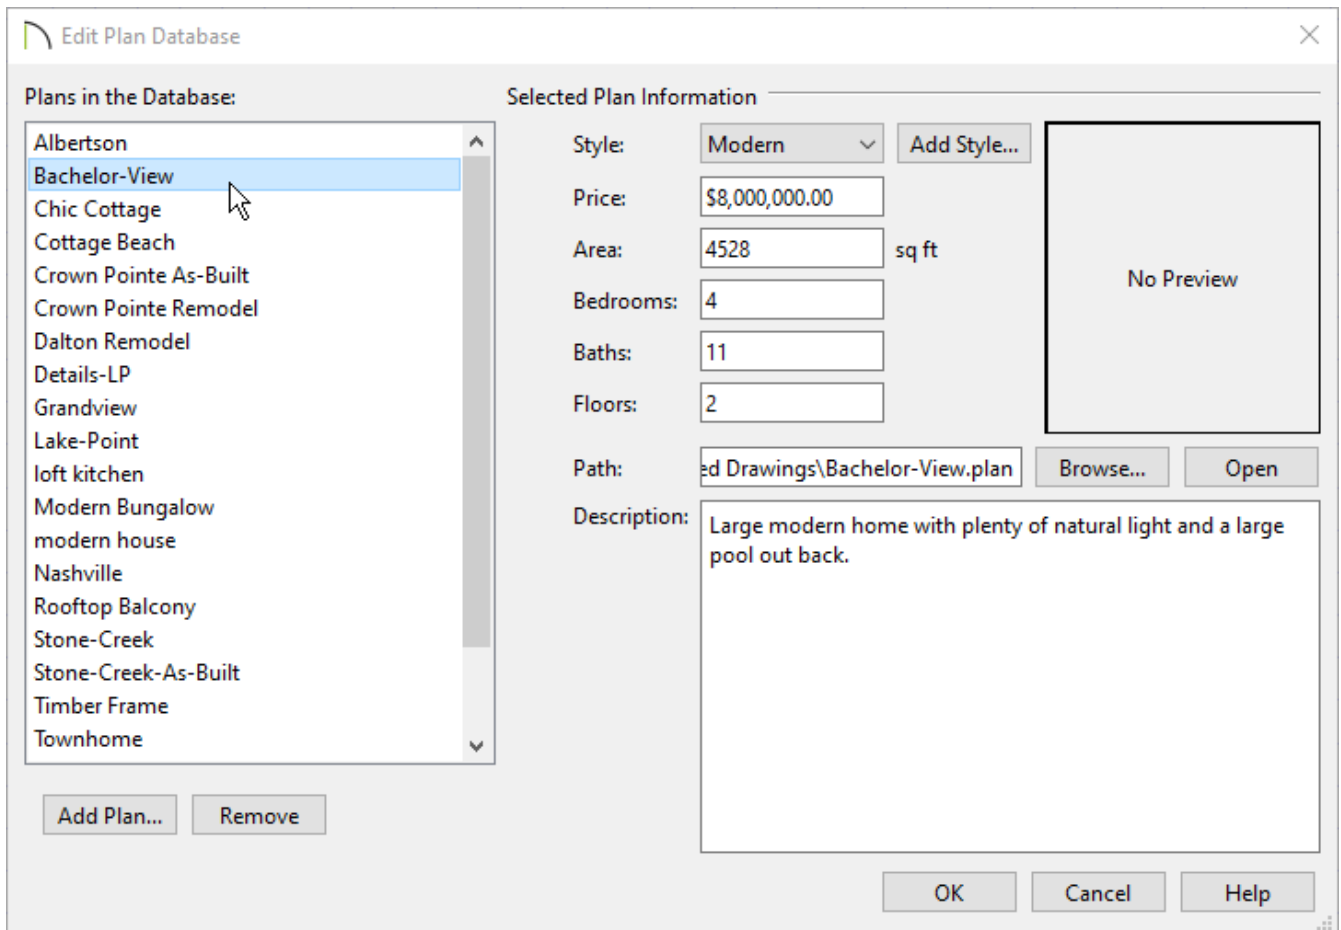 Edit Plan Database
Plans in the Database:
Albertson
Bachelor-View
Chic Cottage
Cottage Beach
Crown Pointe As-Built
Crown Pointe Remodel
Dalton Remodel
Details-LP
Grandview
Lake-Point
loft kitchen
Modern Bungalow
modern house
Nashville
Rooftop Balcony
Stone-Creek
Stone-Creek-As-Built
Timber Frame
Townhome
Add Plan...
Remove
Selected Plan Information
Style: Modern Add Style...
Price: $8,000,000.00
Area: 4528 sq ft
Bedrooms: 4
Baths: 11
Floors: 2
No Preview
Path: ed Drawings\Bachelor-View.plan Browse... Open
Description: Large modern home with plenty of natural light and a large
pool out back.
OK Cancel Help